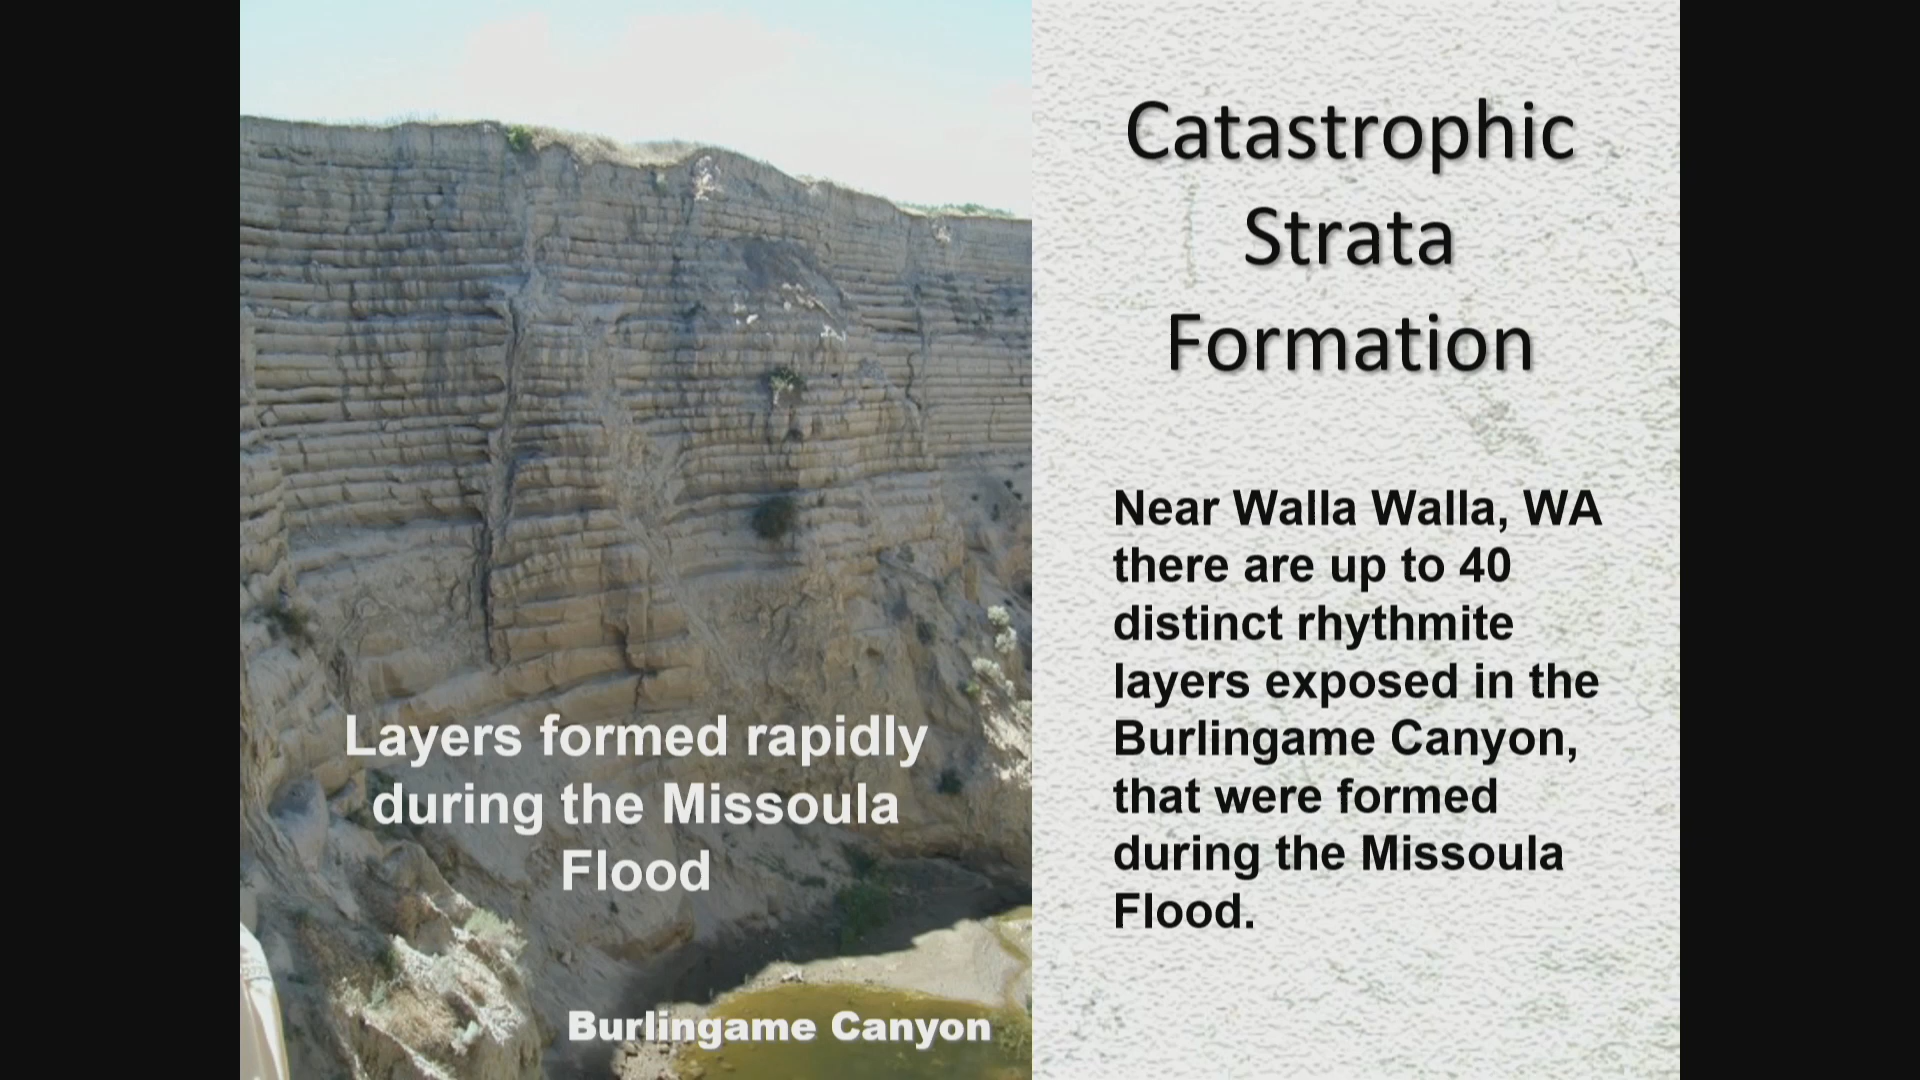 Catastrophic
Strata
Formation
Near Walla Walla, WA
there are up to 40
distinct rhythmite
layers exposed in the
Burlingame Canyon,
that were formed
during the Missoula
Flood.
Layers formed rapidly
during the Missoula
Flood
Burlingame Canyon